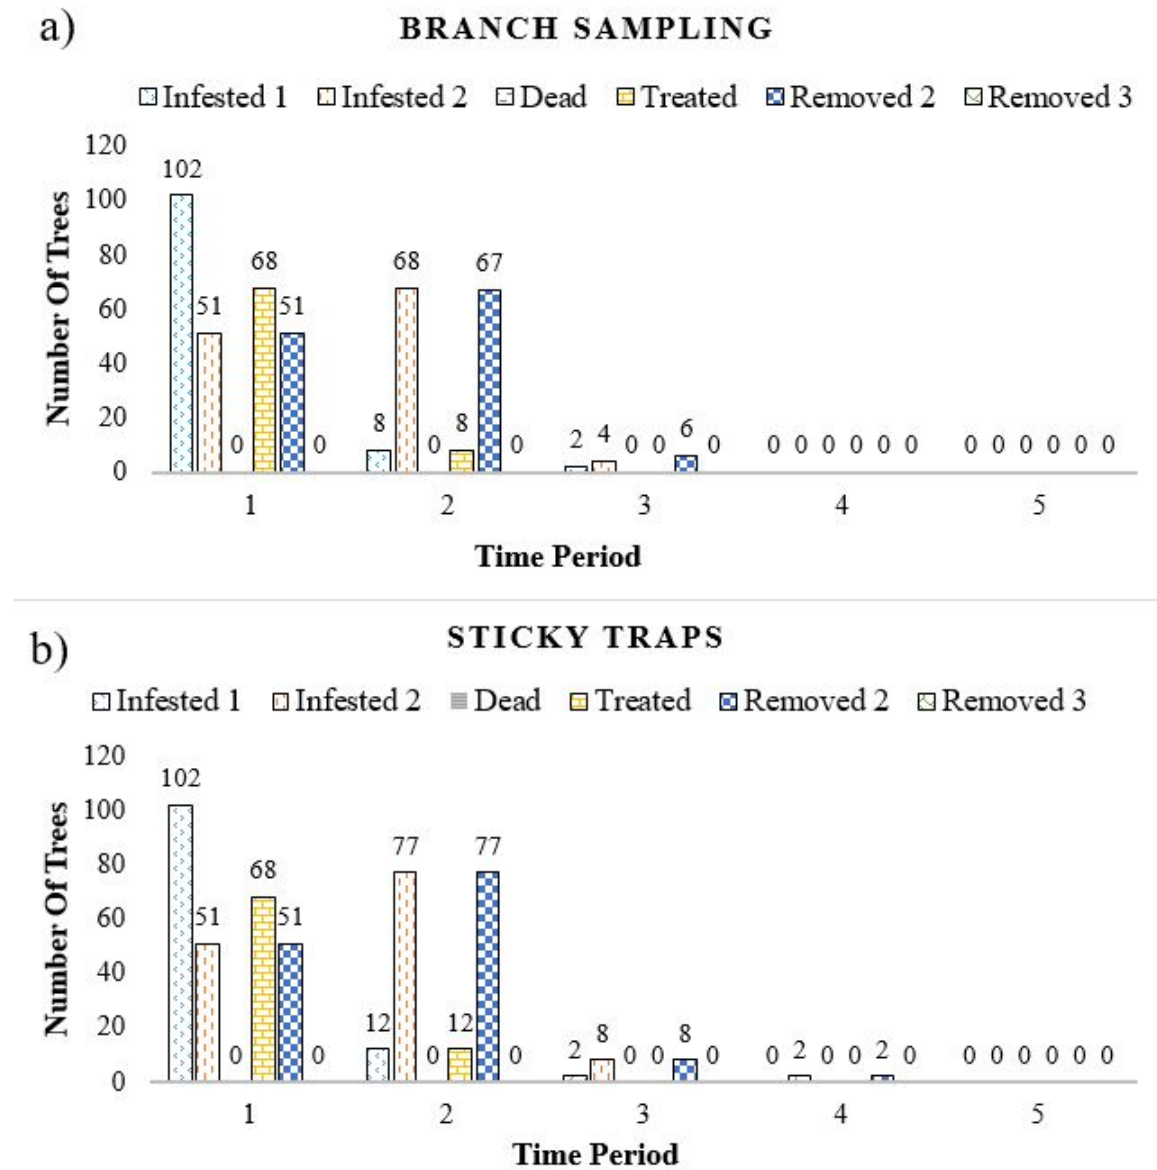 a)
BRANCH SAMPLING
Infested 1 Infested 2 Dead Treated Removed 2 Removed 3
Number Of Trees
120
100
80
60
40
20
0
102 51 0 68 51 0
8 68 0 8 67 0
2 4 0 0 6 0
0 0 0 0 0 0
0 0 0 0 0 0
1 2 3 4 5
Time Period
b)
STICKY TRAPS
Infested 1 Infested 2 Dead Treated Removed 2 Removed 3
Number Of Trees
120
100
80
60
40
20
0
102 51 0 68 51 0
12 77 0 12 77 0
2 8 0 0 8 0
0 2 0 0 2 0
0 0 0 0 0 0
1 2 3 4 5
Time Period